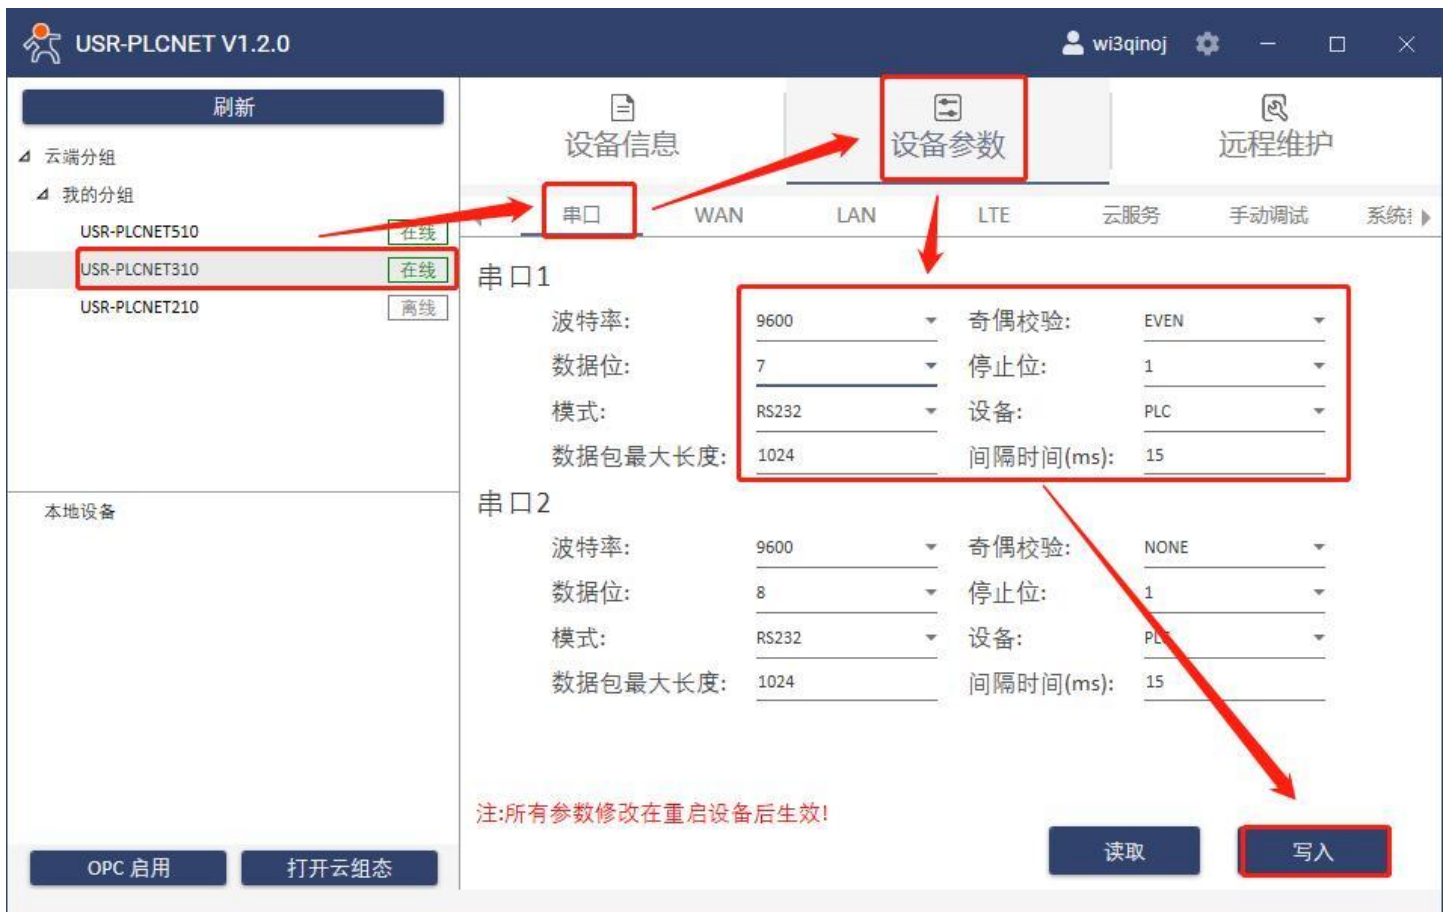 USR-PLCNET V1.2.0
wi3qinoj
刷新
云端分组
我的分组
USR-PLCNET510 在线
USR-PLCNET310 在线
USR-PLCNET210 离线
本地设备
OPC 启用
打开云组态
设备信息
设备参数
远程维护
串口 WAN LAN LTE 云服务 手动调试 系统
串口1
波特率: 9600 奇偶校验: EVEN
数据位: 7 停止位: 1
模式: RS232 设备: PLC
数据包最大长度: 1024 间隔时间(ms): 15
串口2
波特率: 9600 奇偶校验: NONE
数据位: 8 停止位: 1
模式: RS232 设备:
数据包最大长度: 1024 间隔时间(ms): 15
注:所有参数修改在重启设备后生效!
读取
写入